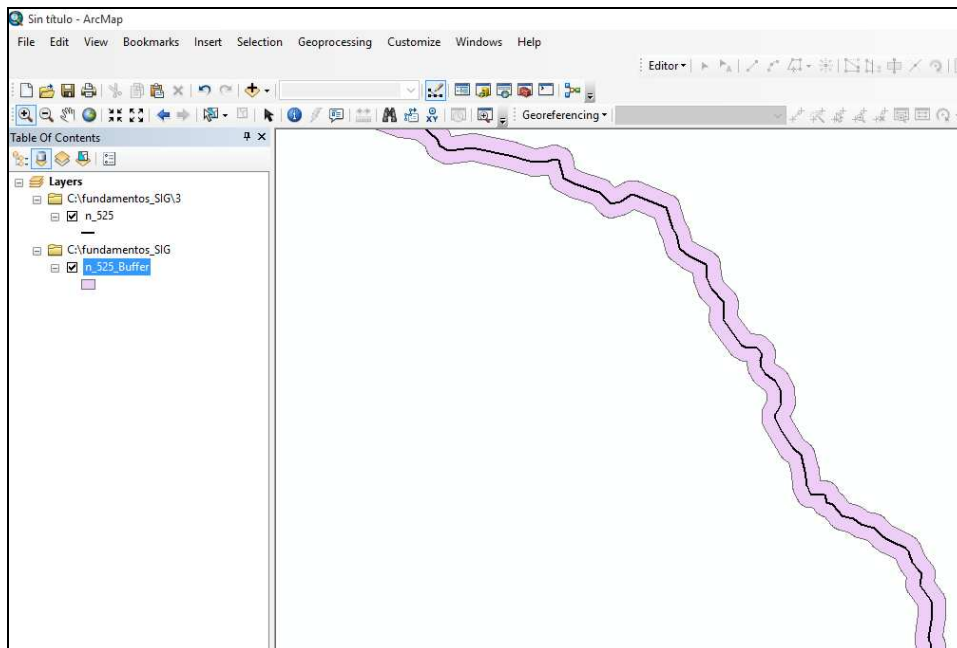 Sin título - ArcMap
File Edit View Bookmarks Insert Selection Geoprocessing Customize Windows Help
Editor
Georeferencing
Table Of Contents
Layers
C:\fundamentos_SIG\3
n_525
C:\fundamentos_SIG
n_525_Buffer